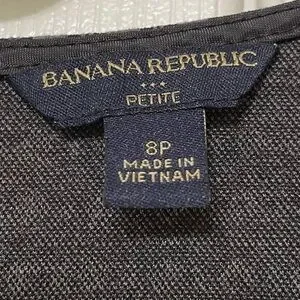 BANANA REPUBLIC
***
PETITE
8P
MADE IN
VIETNAM